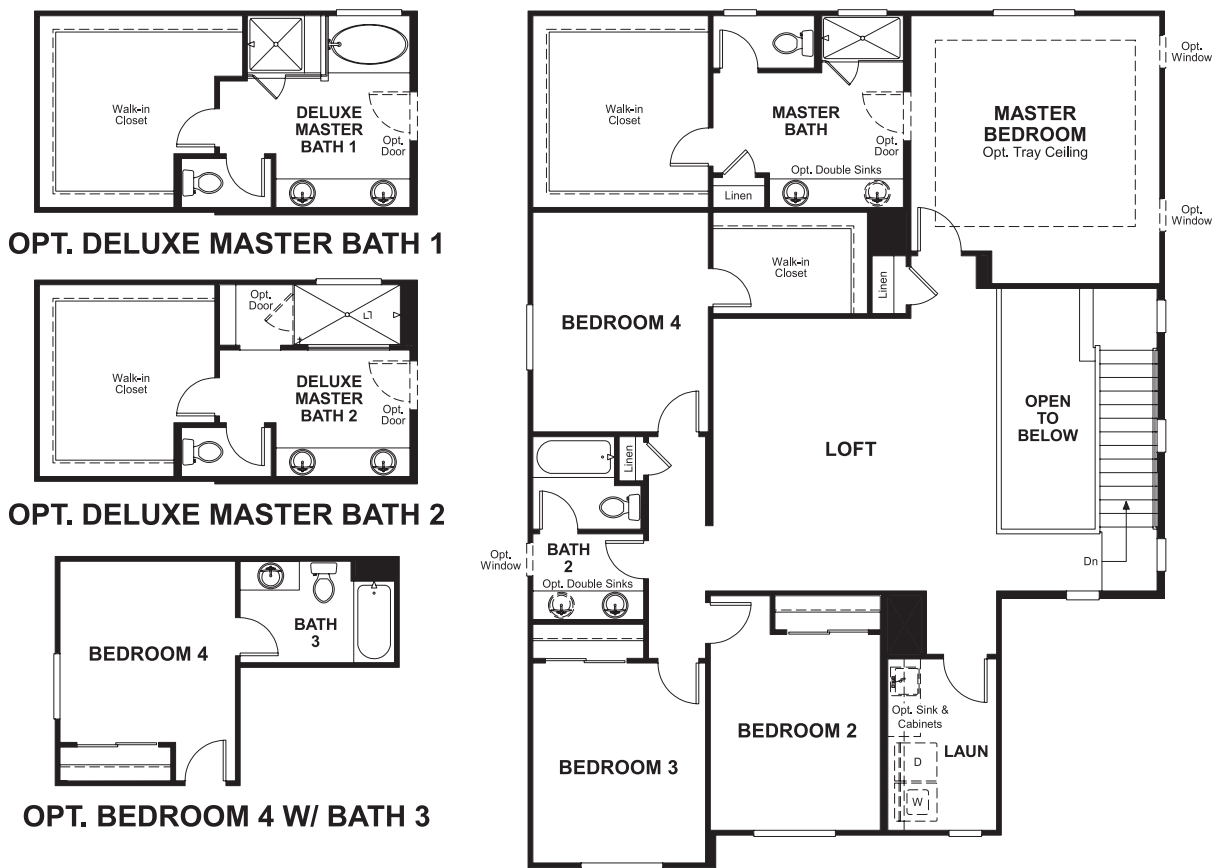 Walk-in
Closet
DELUXE
MASTER
BATH 1
Opt.
Door
OPT. DELUXE MASTER BATH 1
Opt.
Door
Walk-in
Closet
DELUXE
MASTER
BATH 2
Opt.
Door
OPT. DELUXE MASTER BATH 2
BEDROOM 4
BATH
3
OPT. BEDROOM 4 W/ BATH 3
Walk-in
Closet
MASTER
BATH
Opt.
Door
Opt. Double Sinks
Linen
MASTER
BEDROOM
Opt. Tray Ceiling
Opt.
Window
Opt.
Window
Walk-in
Closet
Linen
BEDROOM 4
LOFT
OPEN
TO
BELOW
Linen
Opt.
Window
BATH
2
Opt. Double Sinks
Dn
BEDROOM 3
BEDROOM 2
Opt. Sink &
Cabinets
LAUN
D
W